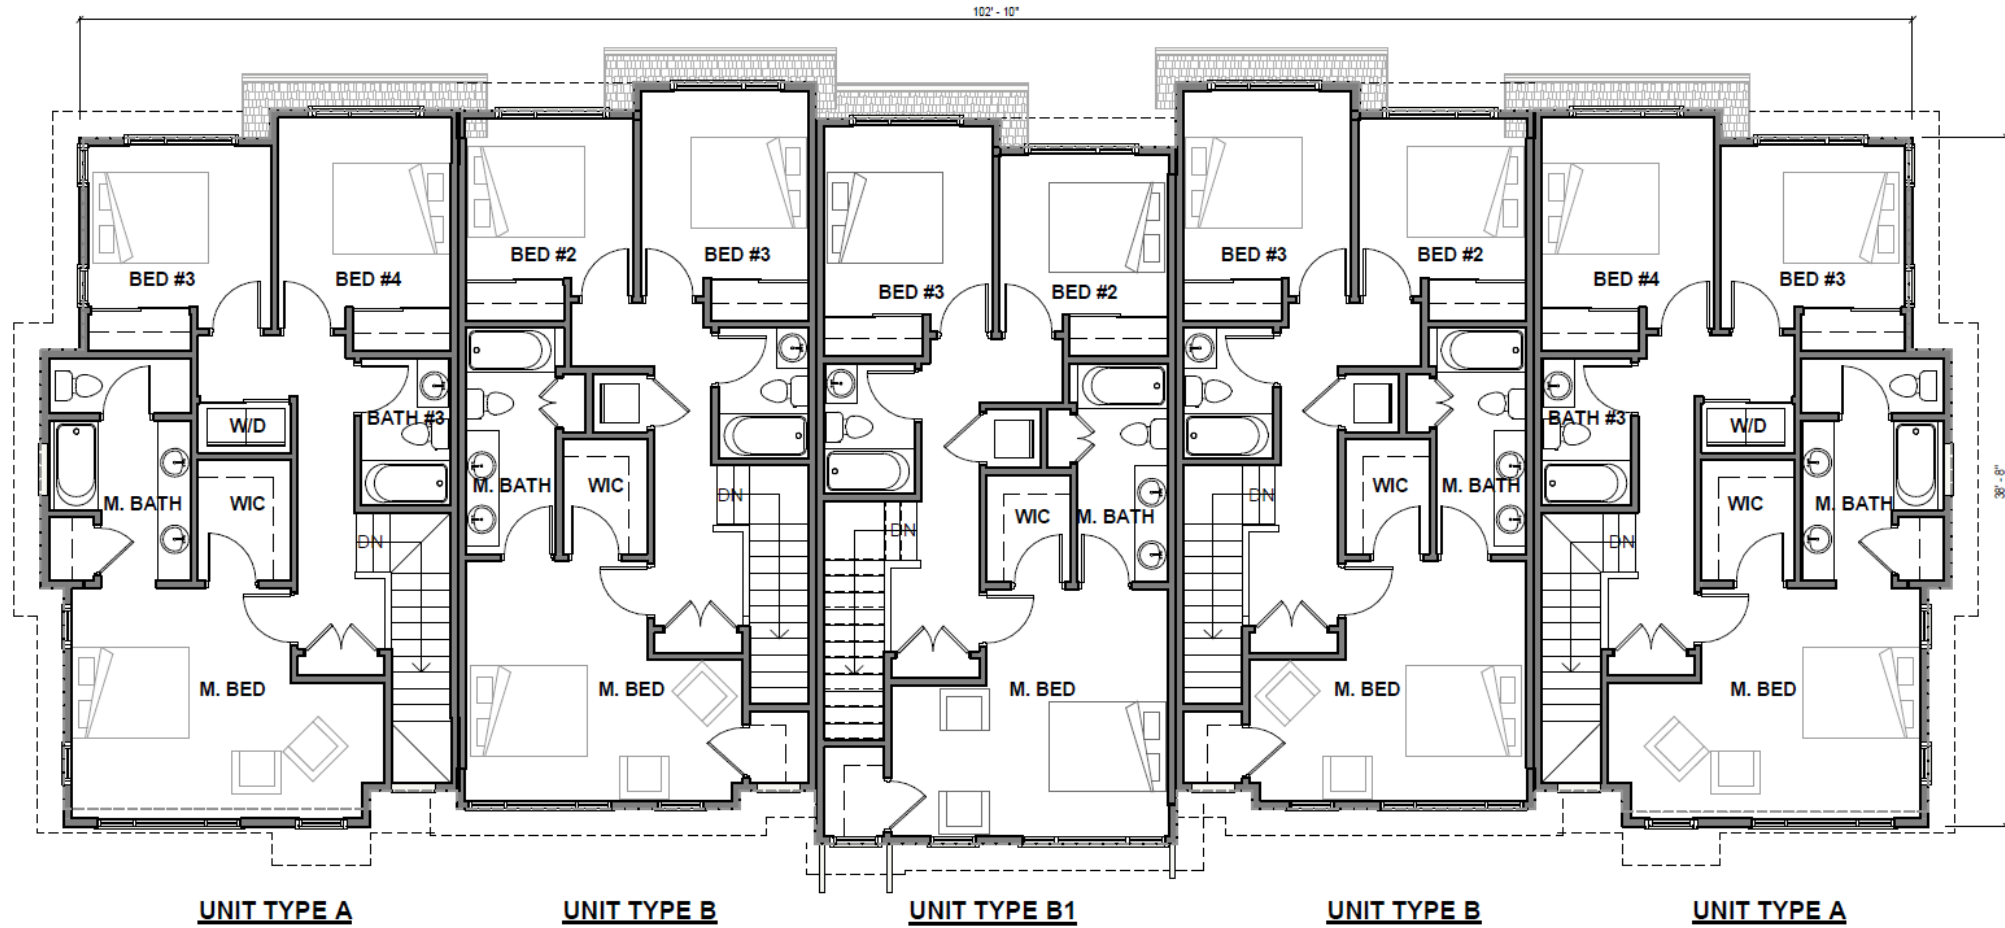 102' - 10"
BED #3
BED #4
BED #2
BED #3
BED #3
BED #2
BED #3
BED #2
BED #4
BED #3
W/D
BATH #3
M. BATH
WIC
DN
M. BED
M. BATH
WIC
DN
M. BED
DN
WIC
M. BATH
M. BED
DN
WIC
M. BATH
M. BED
BATH #3
W/D
DN
WIC
M. BATH
M. BED
38' - 8"
UNIT TYPE A
UNIT TYPE B
UNIT TYPE B1
UNIT TYPE B
UNIT TYPE A